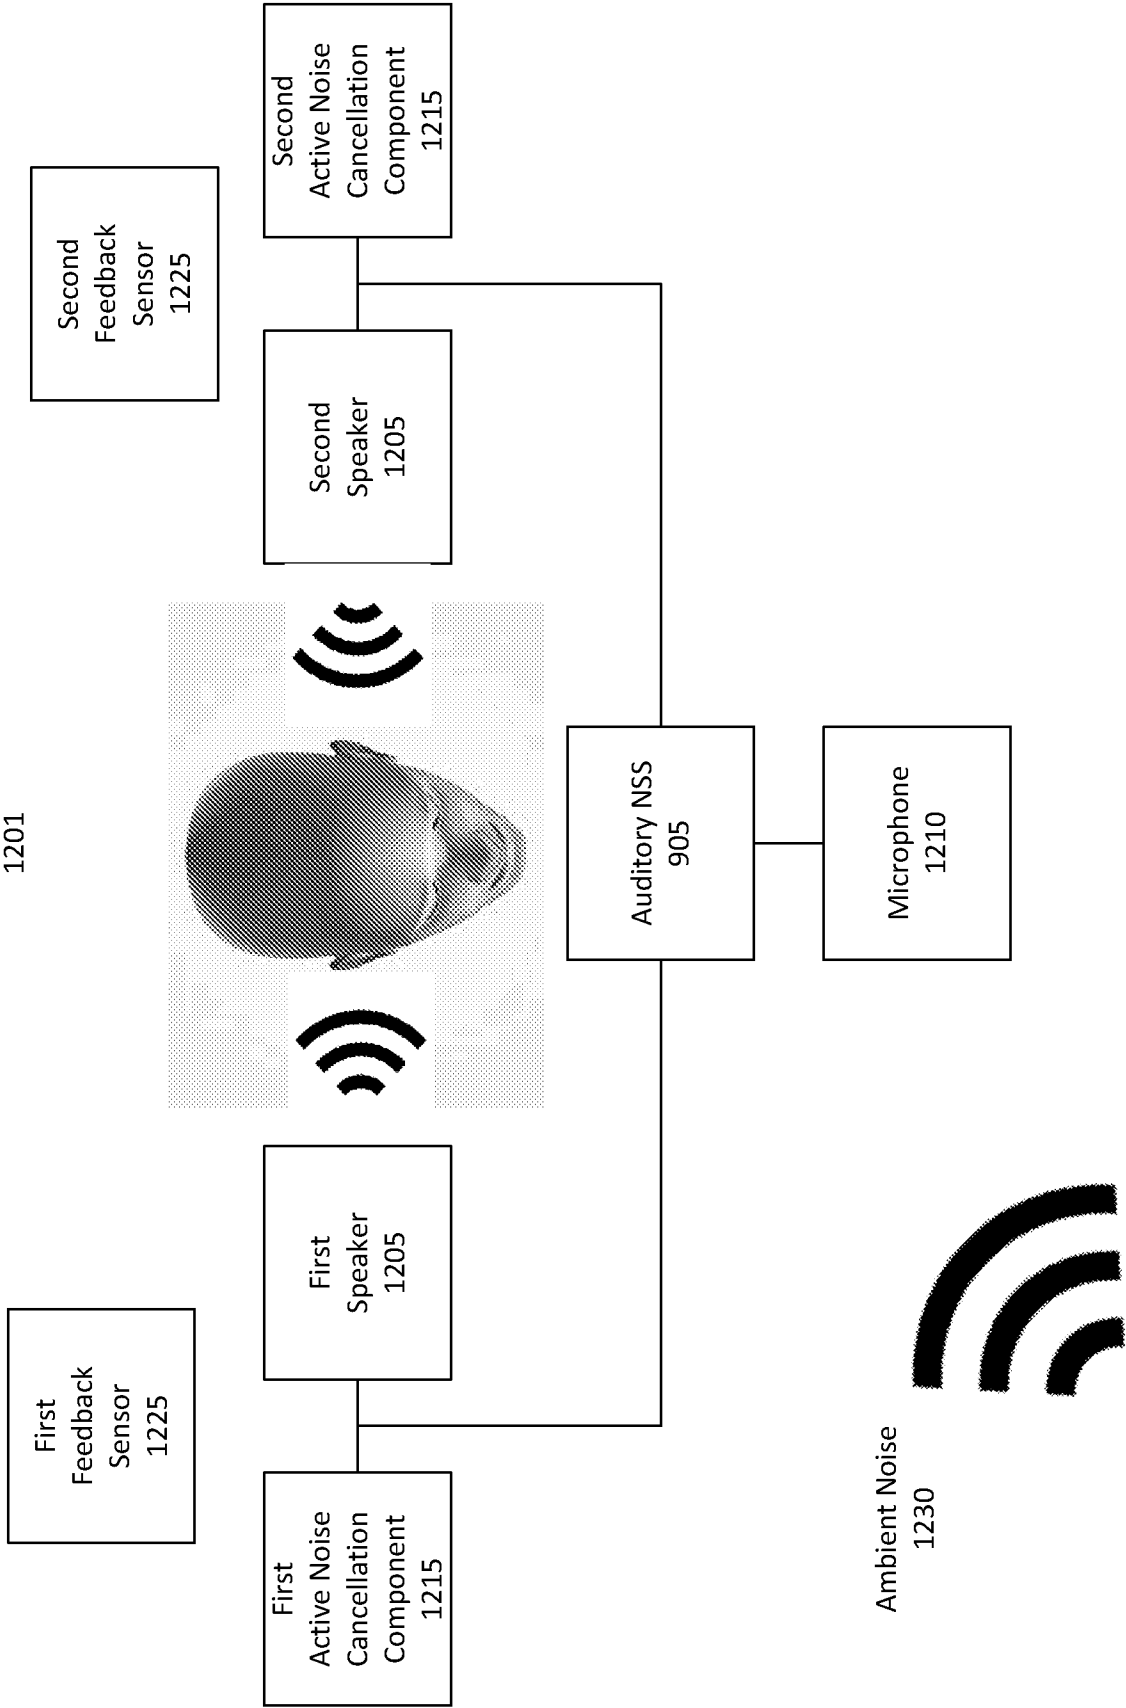 1201
First
Feedback
Sensor
1225
Second
Feedback
Sensor
1225
First
Active Noise
Cancellation
Component
1215
First
Speaker
1205
Second
Speaker
1205
Second
Active Noise
Cancellation
Component
1215
Auditory NSS
905
Microphone
1210
Ambient Noise
1230